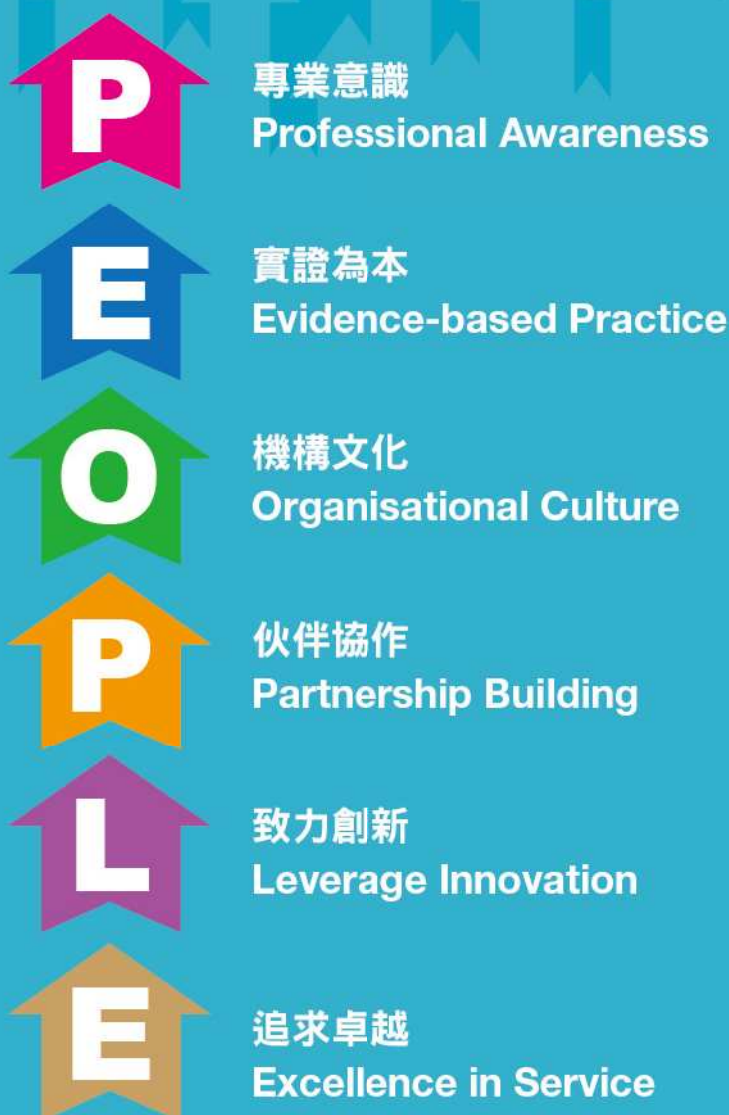 P
專業意識
Professional Awareness
E
實證為本
Evidence-based Practice
O
機構文化
Organisational Culture
P
伙伴協作
Partnership Building
L
致力創新
Leverage Innovation
E
追求卓越
Excellence in Service